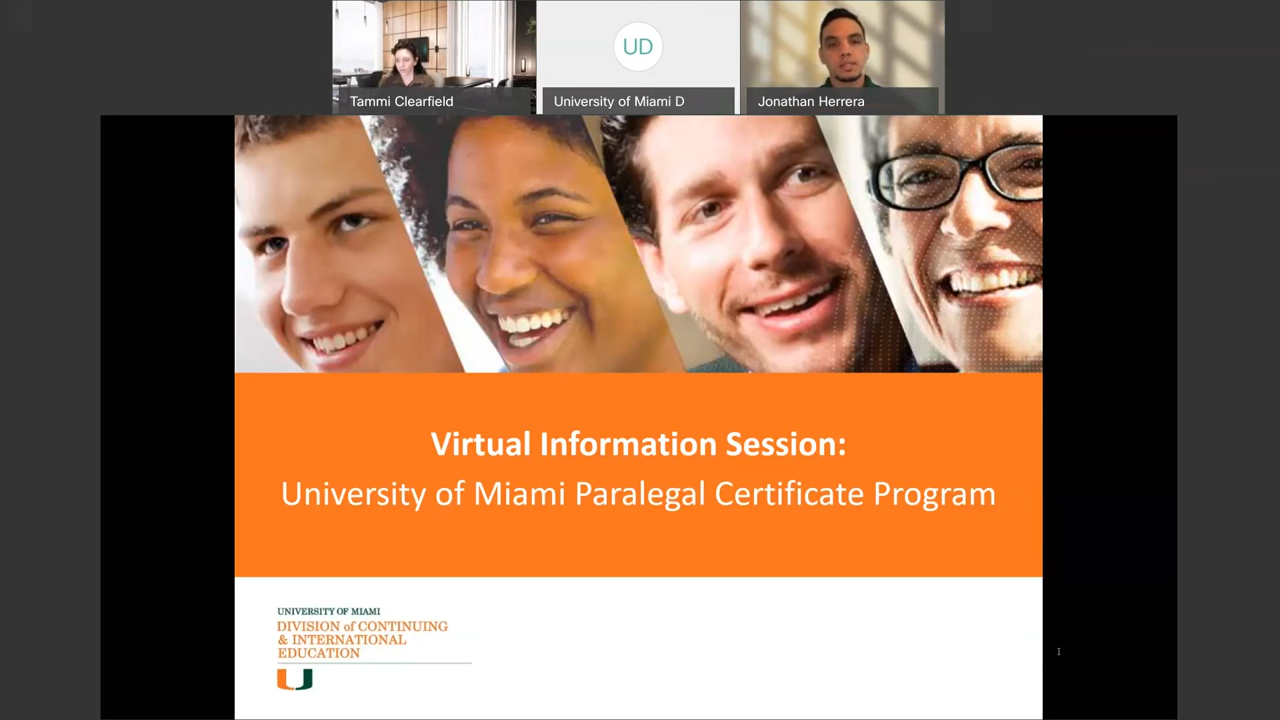 UD
Tammi Clearfield
University of Miami D
Jonathan Herrera
Virtual Information Session:
University of Miami Paralegal Certificate Program
UNIVERSITY OF MIAMI
DIVISION of CONTINUING
& INTERNATIONAL
EDUCATION